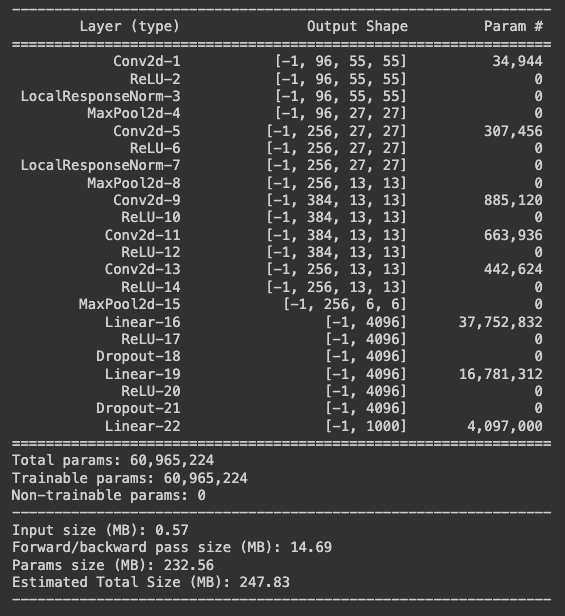 ----------------------------------------------------------------
Layer (type) Output Shape Param #
================================================================
Conv2d-1 [-1, 96, 55, 55] 34,944
ReLU-2 [-1, 96, 55, 55] 0
LocalResponseNorm-3 [-1, 96, 55, 55] 0
MaxPool2d-4 [-1, 96, 27, 27] 0
Conv2d-5 [-1, 256, 27, 27] 307,456
ReLU-6 [-1, 256, 27, 27] 0
LocalResponseNorm-7 [-1, 256, 27, 27] 0
MaxPool2d-8 [-1, 256, 13, 13] 0
Conv2d-9 [-1, 384, 13, 13] 885,120
ReLU-10 [-1, 384, 13, 13] 0
Conv2d-11 [-1, 384, 13, 13] 663,936
ReLU-12 [-1, 384, 13, 13] 0
Conv2d-13 [-1, 256, 13, 13] 442,624
ReLU-14 [-1, 256, 13, 13] 0
MaxPool2d-15 [-1, 256, 6, 6] 0
Linear-16 [-1, 4096] 37,752,832
ReLU-17 [-1, 4096] 0
Dropout-18 [-1, 4096] 0
Linear-19 [-1, 4096] 16,781,312
ReLU-20 [-1, 4096] 0
Dropout-21 [-1, 4096] 0
Linear-22 [-1, 1000] 4,097,000
================================================================
Total params: 60,965,224
Trainable params: 60,965,224
Non-trainable params: 0
----------------------------------------------------------------
Input size (MB): 0.57
Forward/backward pass size (MB): 14.69
Params size (MB): 232.56
Estimated Total Size (MB): 247.83
----------------------------------------------------------------